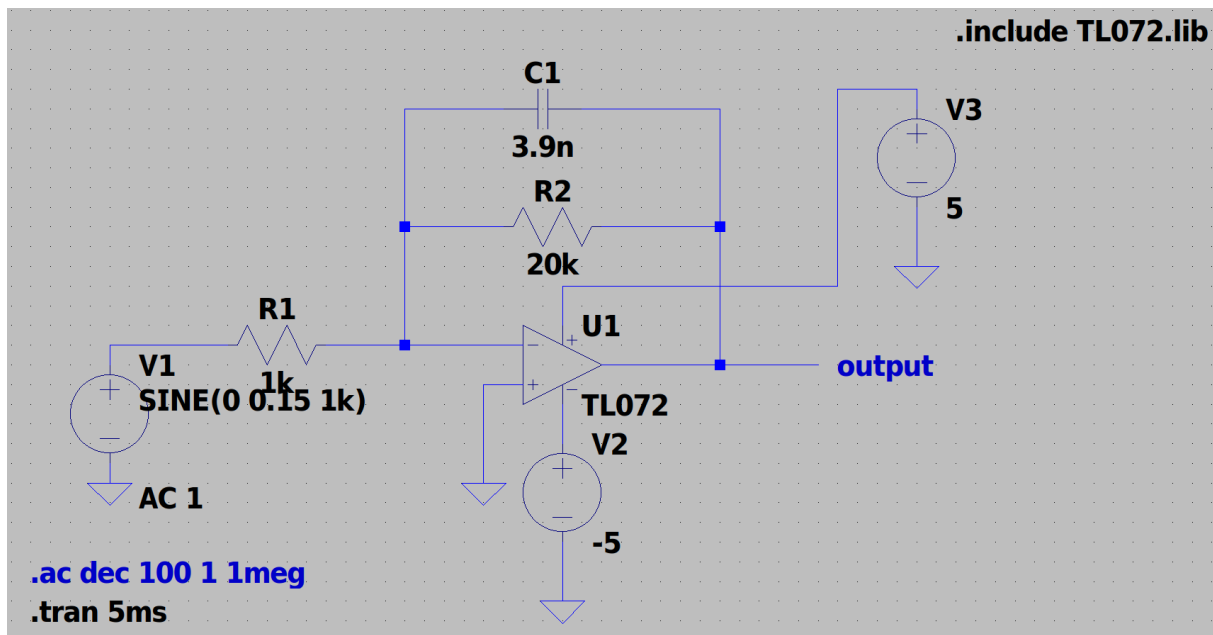 .include TL072.lib
C1
3.9n
V3
5
R2
20k
R1
1k
U1
TL072
output
V1
SINE(0 0.15 1k)
AC 1
V2
-5
.ac dec 100 1 1meg
.tran 5ms